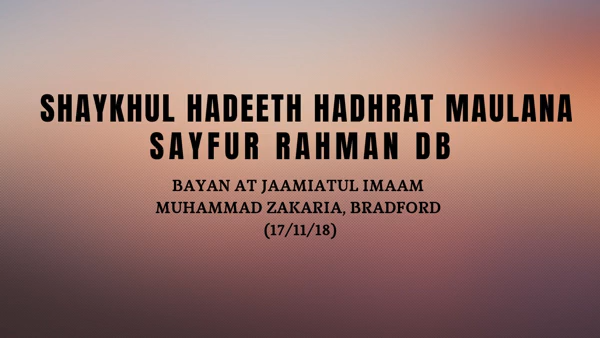 SHAYKHUL HADEETH HADHRAT MAULANA
SAYFUR RAHMAN DB
BAYAN AT JAAMIATUL IMAAM
MUHAMMAD ZAKARIA, BRADFORD
(17/11/18)